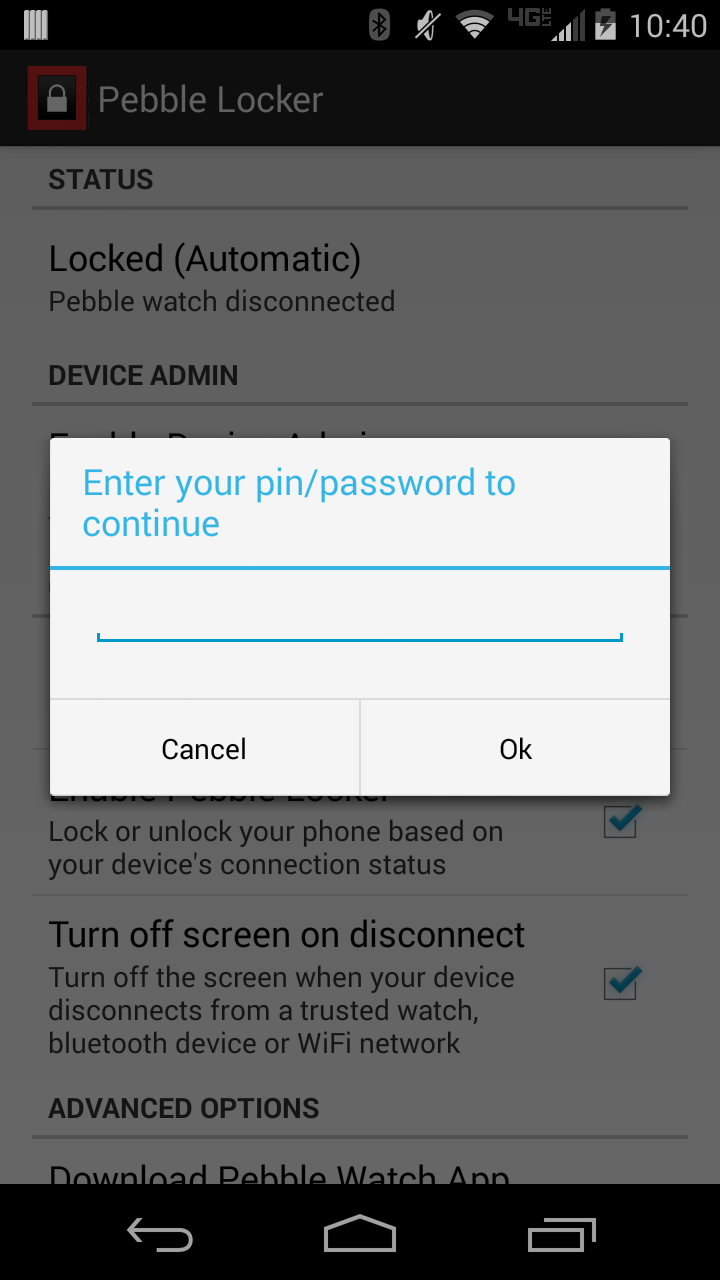 4G LTE 10:40
Pebble Locker
STATUS
Locked (Automatic)
Pebble watch disconnected
DEVICE ADMIN
Enter your pin/password to
continue
Cancel Ok
Enable Pebble Locker
Lock or unlock your phone based on
your device's connection status
Turn off screen on disconnect
Turn off the screen when your device
disconnects from a trusted watch,
bluetooth device or WiFi network
ADVANCED OPTIONS
Download Pebble Watch App